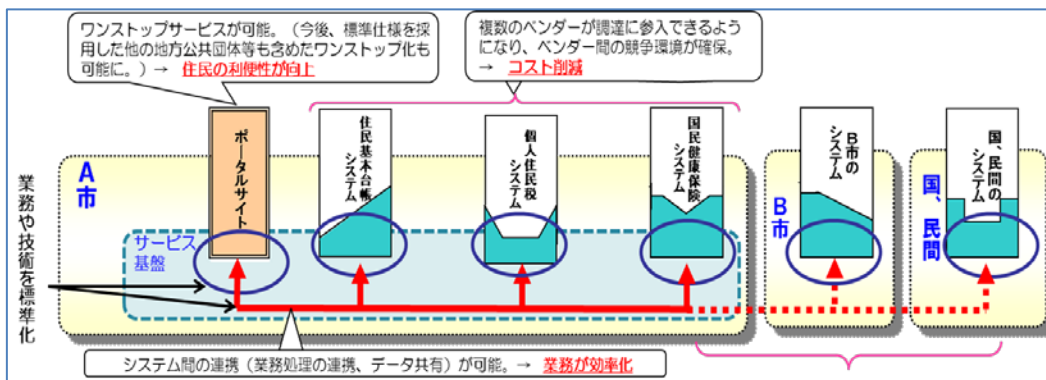 ワンストップサービスが可能。（今後、標準仕様を採
用した他の地方公共団体等も含めたワンストップ化も
可能に。）→ 住民の利便性が向上
複数のベンダーが調達に参入できるよう
になり、ベンダー間の競争環境が確保。
→ コスト削減
業務や技術を標準化
A市
ポータルサイト
住民基本台帳
システム
個人住民税
システム
国民健康保険
システム
B市の
システム
国、民間の
システム
B市
国、民間
サービス
基盤
システム間の連携（業務処理の連携、データ共有）が可能。→ 業務が効率化